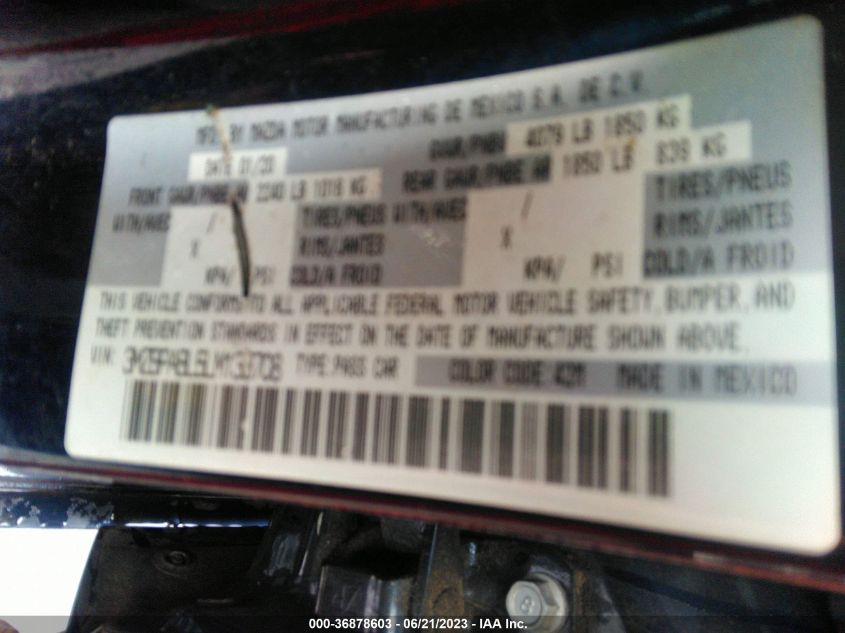 MFD. BY MAZDA MOTOR MANUFACTURING DE MEXICO S.A. DE C.V.
DATE 01/20 GAWR/PNBV 4079 LB 1850 KG
FRONT GAWR/PNBE AV 2240 LB 1016 KG REAR GAWR/PNBE AR 1850 LB 839 KG
WITH/AVEC / TIRES/PNEUS WITH/AVEC / TIRES/PNEUS
X RIMS/JANTES X RIMS/JANTES
KPA/ PSI COLD/A FROID KPA/ PSI COLD/A FROID
THIS VEHICLE CONFORMS TO ALL APPLICABLE FEDERAL MOTOR VEHICLE SAFETY, BUMPER, AND
THEFT PREVENTION STANDARDS IN EFFECT ON THE DATE OF MANUFACTURE SHOWN ABOVE.
VIN: TYPE: PASS CAR COLOR CODE 42M MADE IN MEXICO
000-36878603 - 06/21/2023 - IAA Inc.